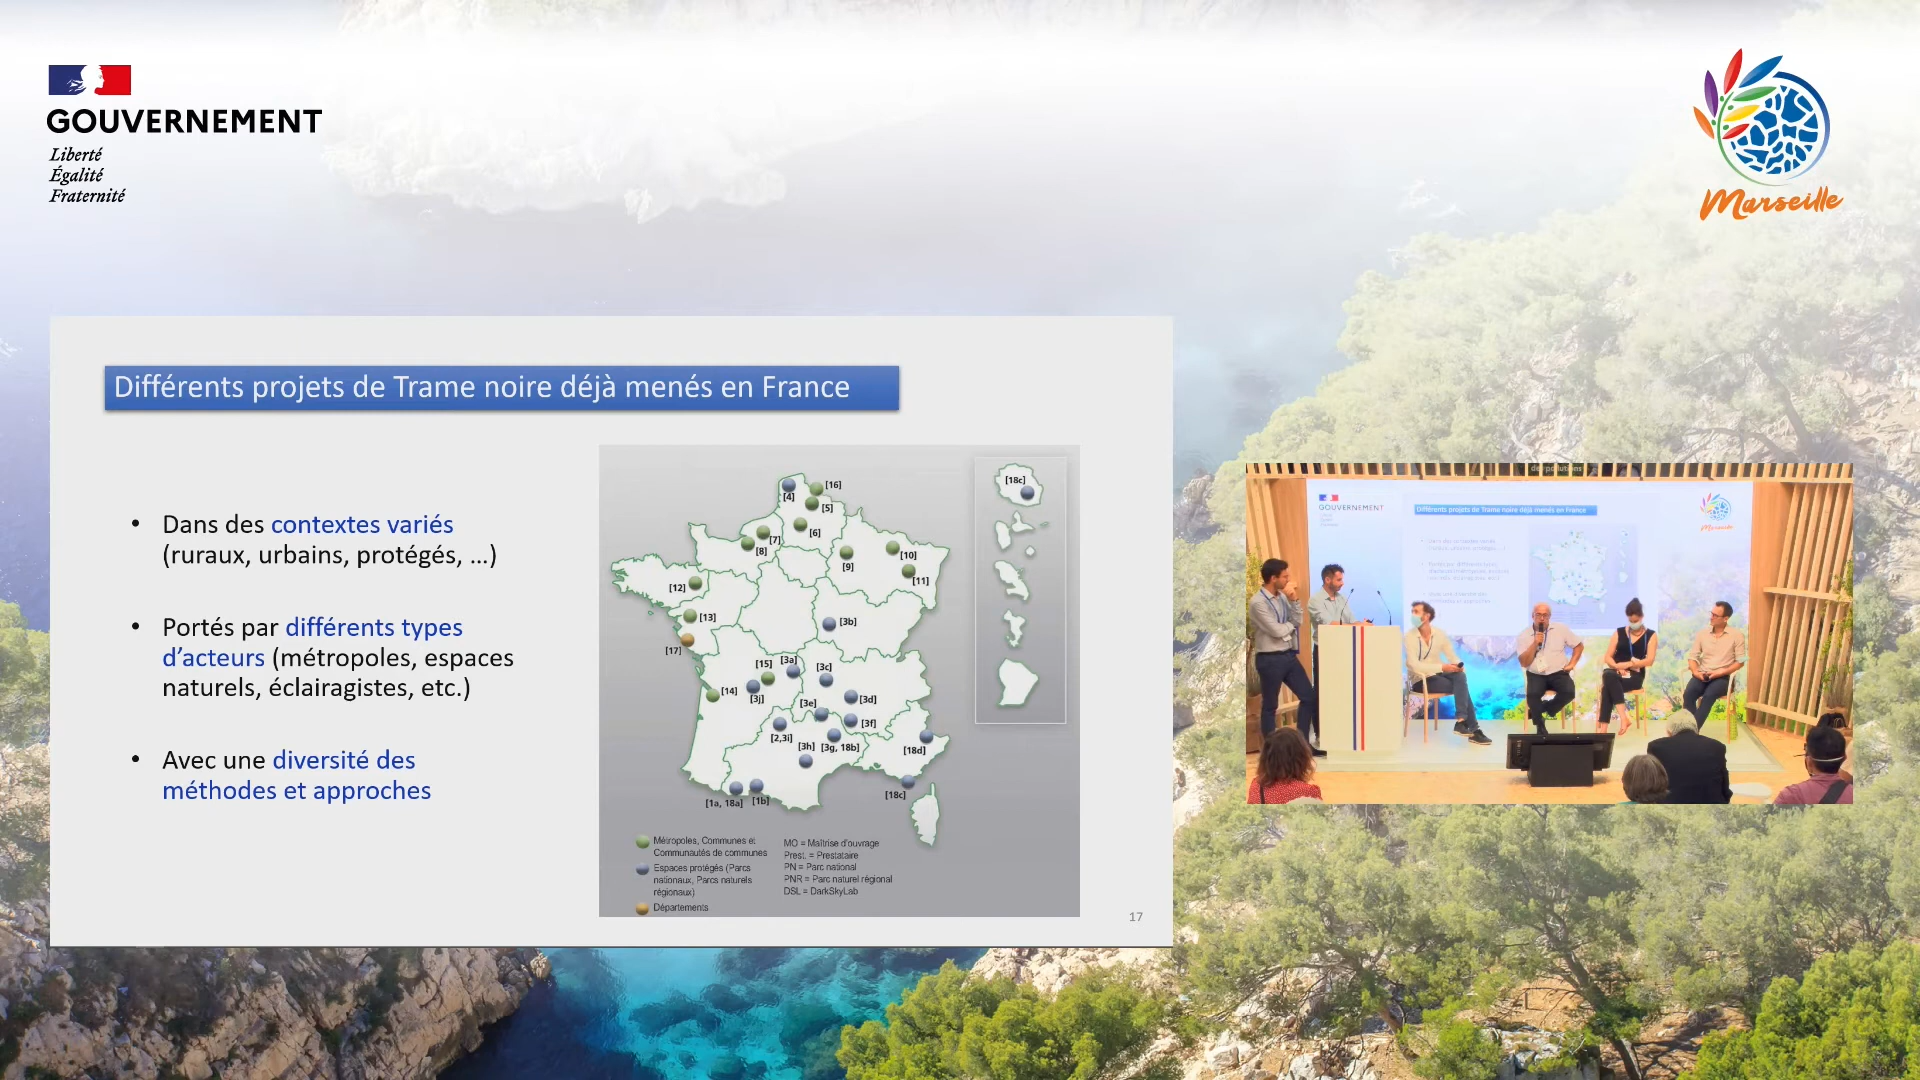 GOUVERNEMENT
Liberté
Égalité
Fraternité
Marseille
Différents projets de Trame noire déjà menés en France
• Dans des contextes variés
(ruraux, urbains, protégés, ...)
• Portés par différents types
d'acteurs (métropoles, espaces
naturels, éclairagistes, etc.)
• Avec une diversité des
méthodes et approches
[4]
[16]
[5]
[6]
[7]
[8]
[9]
[10]
[11]
[12]
[13]
[17]
[3b]
[15]
[3a]
[3c]
[14]
[3j]
[3e]
[3d]
[3f]
[2,3i]
[3h]
[3g, 18b]
[18d]
[1a, 18a]
[1b]
[18c]
[18c]
Métropoles, Communes et
Communautés de communes
Espaces protégés (Parcs
nationaux, Parcs naturels
régionaux)
Départements
MO = Maîtrise d'ouvrage
Prest. = Prestataire
PN = Parc national
PNR = Parc naturel régional
DSL = DarkSkyLab
17
GOUVERNEMENT
Différents projets de Trame noire déjà menés en France